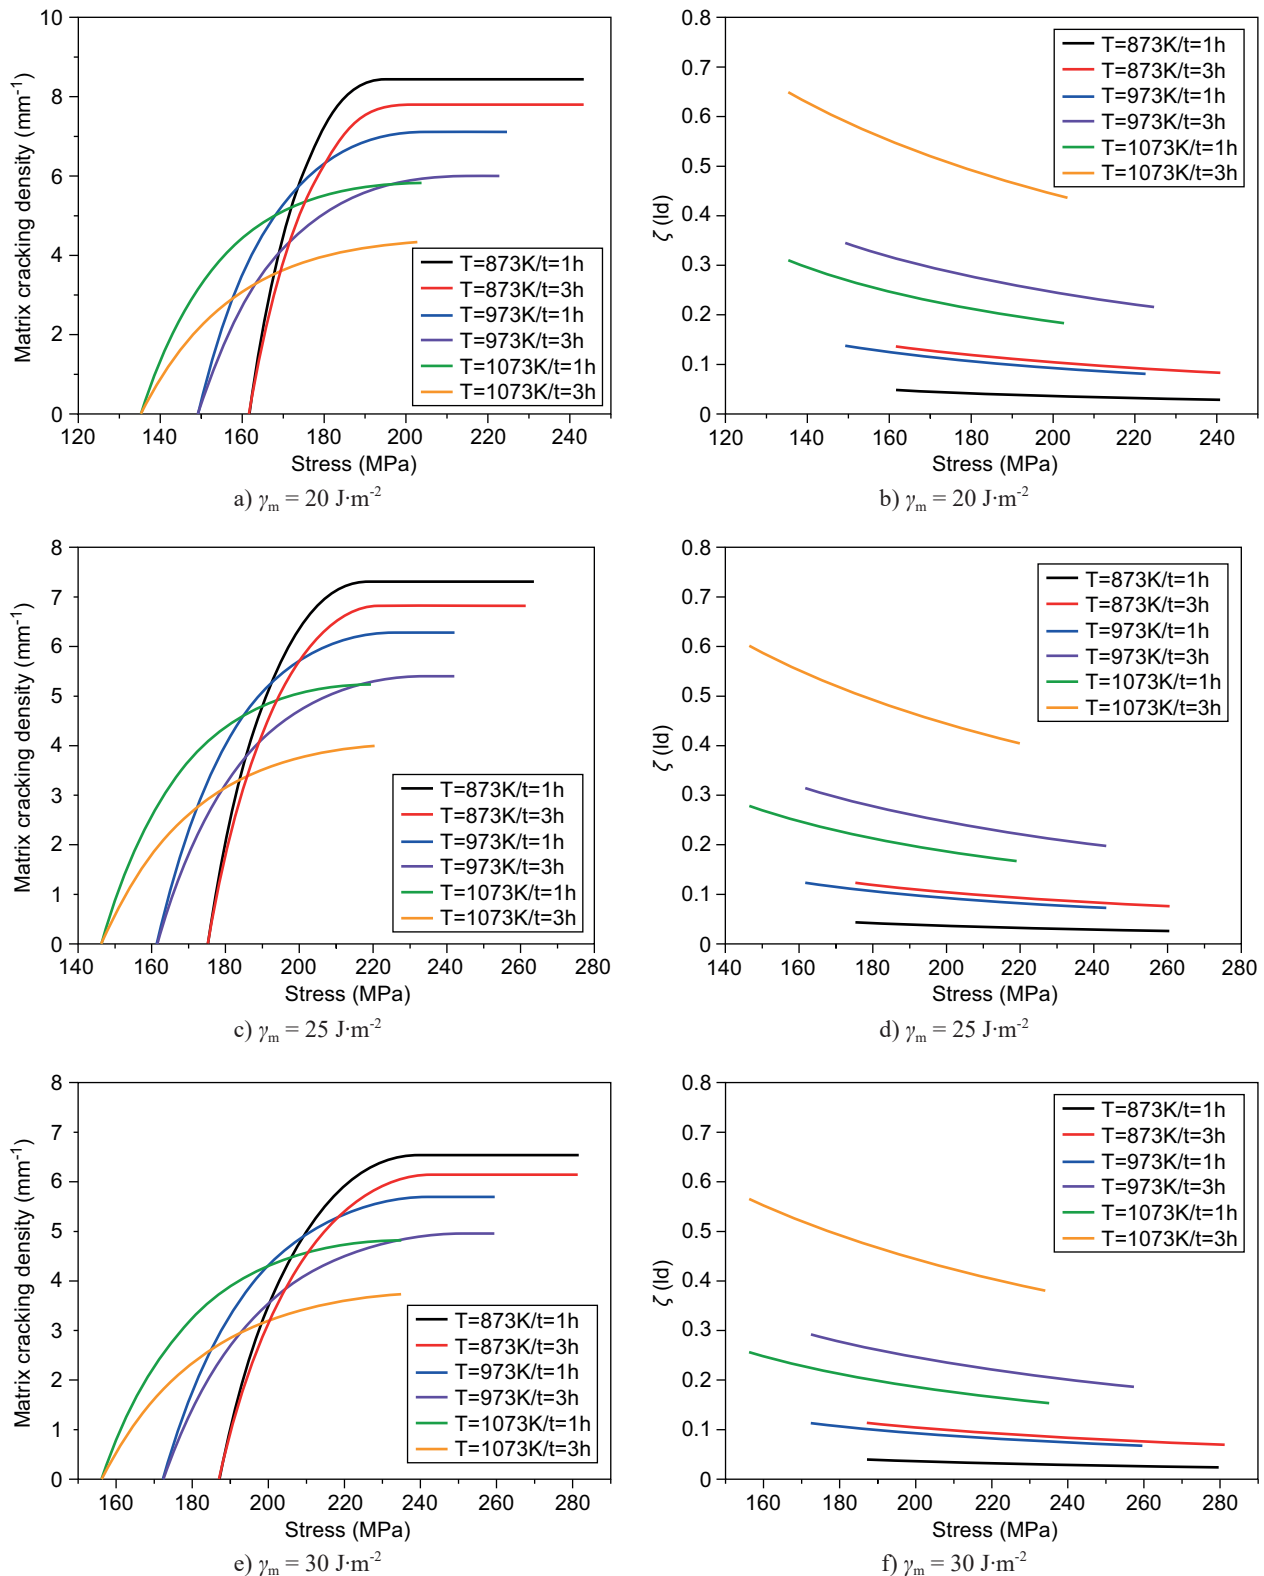 Matrix cracking density (mm⁻¹)
10
8
6
4
2
0
T=873K/t=1h
T=873K/t=3h
T=973K/t=1h
T=973K/t=3h
T=1073K/t=1h
T=1073K/t=3h
120 140 160 180 200 220 240
Stress (MPa)
a) γm = 20 J·m⁻²
ζ (ld)
0.8
0.7
0.6
0.5
0.4
0.3
0.2
0.1
0
T=873K/t=1h
T=873K/t=3h
T=973K/t=1h
T=973K/t=3h
T=1073K/t=1h
T=1073K/t=3h
120 140 160 180 200 220 240
Stress (MPa)
b) γm = 20 J·m⁻²
Matrix cracking density (mm⁻¹)
8
7
6
5
4
3
2
1
0
T=873K/t=1h
T=873K/t=3h
T=973K/t=1h
T=973K/t=3h
T=1073K/t=1h
T=1073K/t=3h
140 160 180 200 220 240 260 280
Stress (MPa)
c) γm = 25 J·m⁻²
ζ (ld)
0.8
0.7
0.6
0.5
0.4
0.3
0.2
0.1
0
T=873K/t=1h
T=873K/t=3h
T=973K/t=1h
T=973K/t=3h
T=1073K/t=1h
T=1073K/t=3h
140 160 180 200 220 240 260 280
Stress (MPa)
d) γm = 25 J·m⁻²
Matrix cracking density (mm⁻¹)
8
7
6
5
4
3
2
1
0
T=873K/t=1h
T=873K/t=3h
T=973K/t=1h
T=973K/t=3h
T=1073K/t=1h
T=1073K/t=3h
160 180 200 220 240 260 280
Stress (MPa)
e) γm = 30 J·m⁻²
ζ (ld)
0.8
0.7
0.6
0.5
0.4
0.3
0.2
0.1
0
T=873K/t=1h
T=873K/t=3h
T=973K/t=1h
T=973K/t=3h
T=1073K/t=1h
T=1073K/t=3h
160 180 200 220 240 260 280
Stress (MPa)
f) γm = 30 J·m⁻²